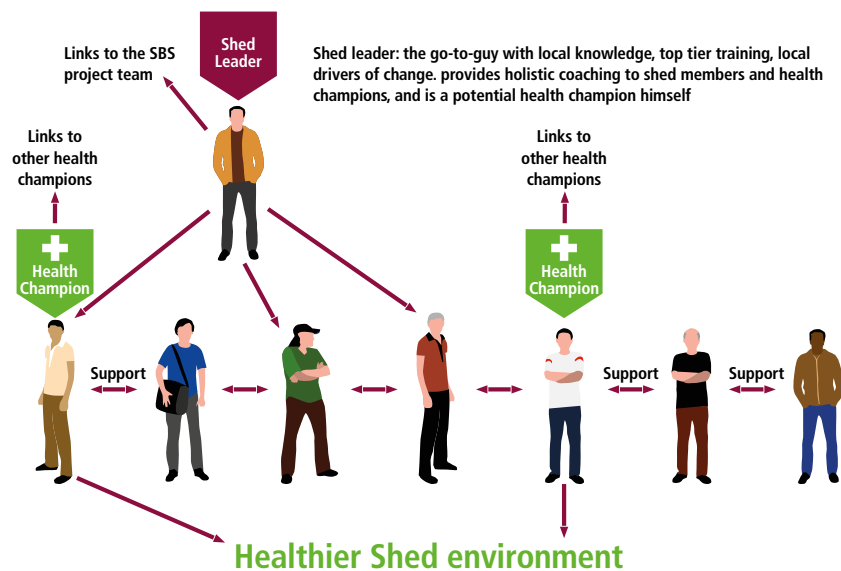 Shed
Leader
Links to the SBS
project team
Shed leader: the go-to-guy with local knowledge, top tier training, local
drivers of change. provides holistic coaching to shed members and health
champions, and is a potential health champion himself
Links to
other health
champions
Links to
other health
champions
Health
Champion
Health
Champion
Support
Support
Support
Healthier Shed environment